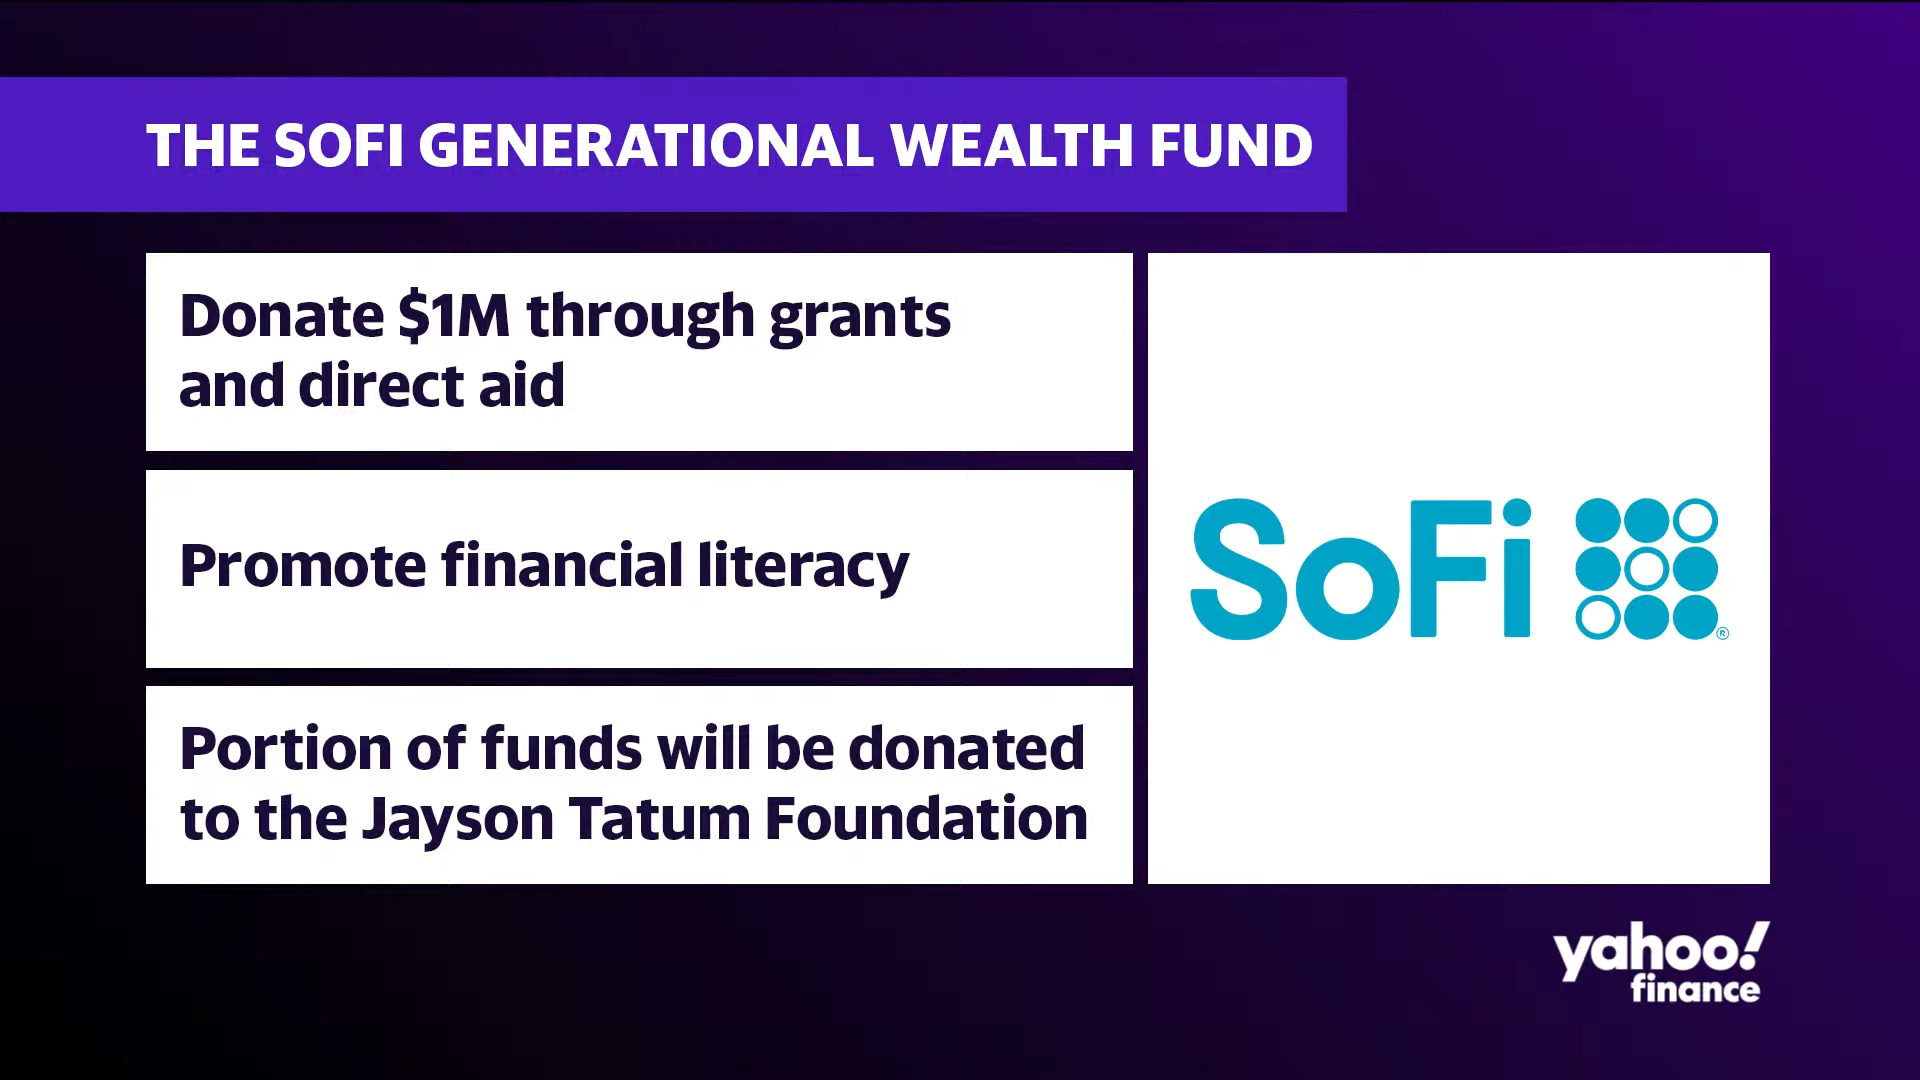 THE SOFI GENERATIONAL WEALTH FUND
Donate $1M through grants
and direct aid
Promote financial literacy
Portion of funds will be donated
to the Jayson Tatum Foundation
SoFi ®
yahoo!
finance